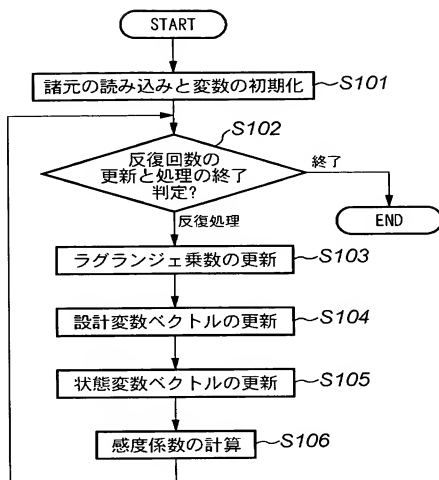 START
諸元の読み込みと変数の初期化
S101
S102
反復回数の
更新と処理の終了
判定?
終了
END
反復処理
ラグランジェ乗数の更新
S103
設計変数ベクトルの更新
S104
状態変数ベクトルの更新
S105
感度係数の計算
S106